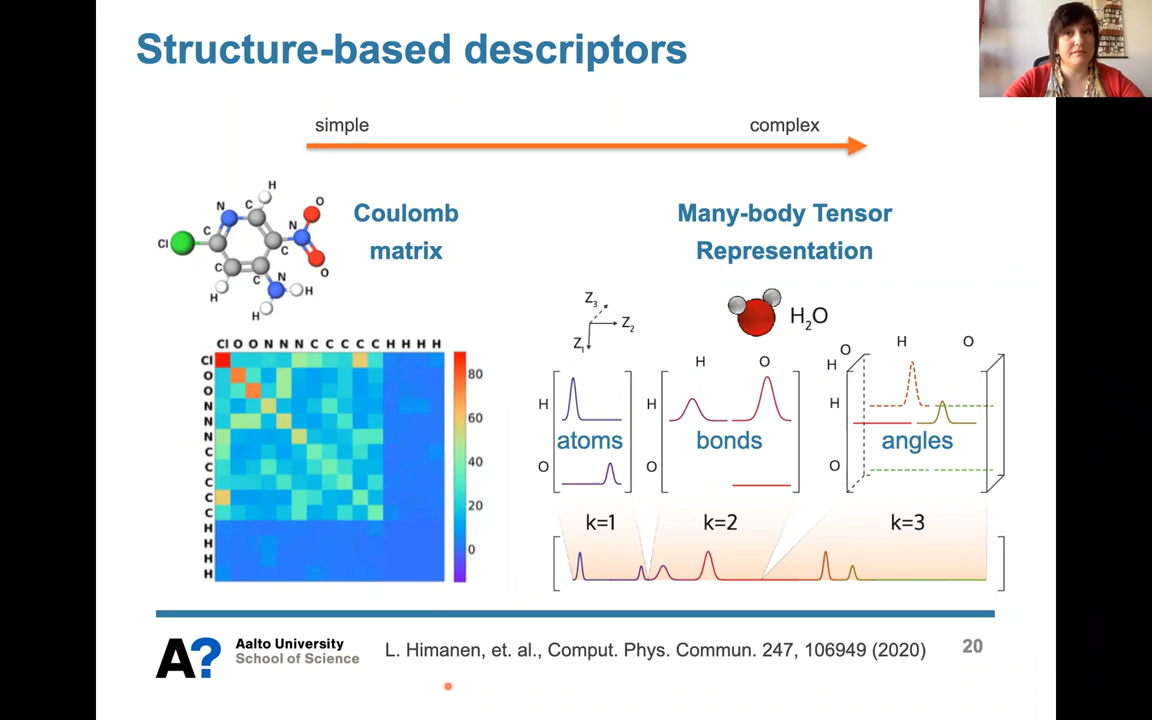 Structure-based descriptors
simple
complex
Coulomb
matrix
Many-body Tensor
Representation
H
O
N
C
N
C
Cl
C
O
C
C
N
H
H
H
Z3
Z2
Z1
H2O
Cl O O N N N C C C C C H H H H
Cl
O
O
N
N
N
C
C
C
C
C
H
H
H
H
80
60
40
20
0
H
O
atoms
H
O
H
O
bonds
H
O
H
O
H
O
angles
k=1
k=2
k=3
A?
Aalto University
School of Science
L. Himanen, et. al., Comput. Phys. Commun. 247, 106949 (2020)
20